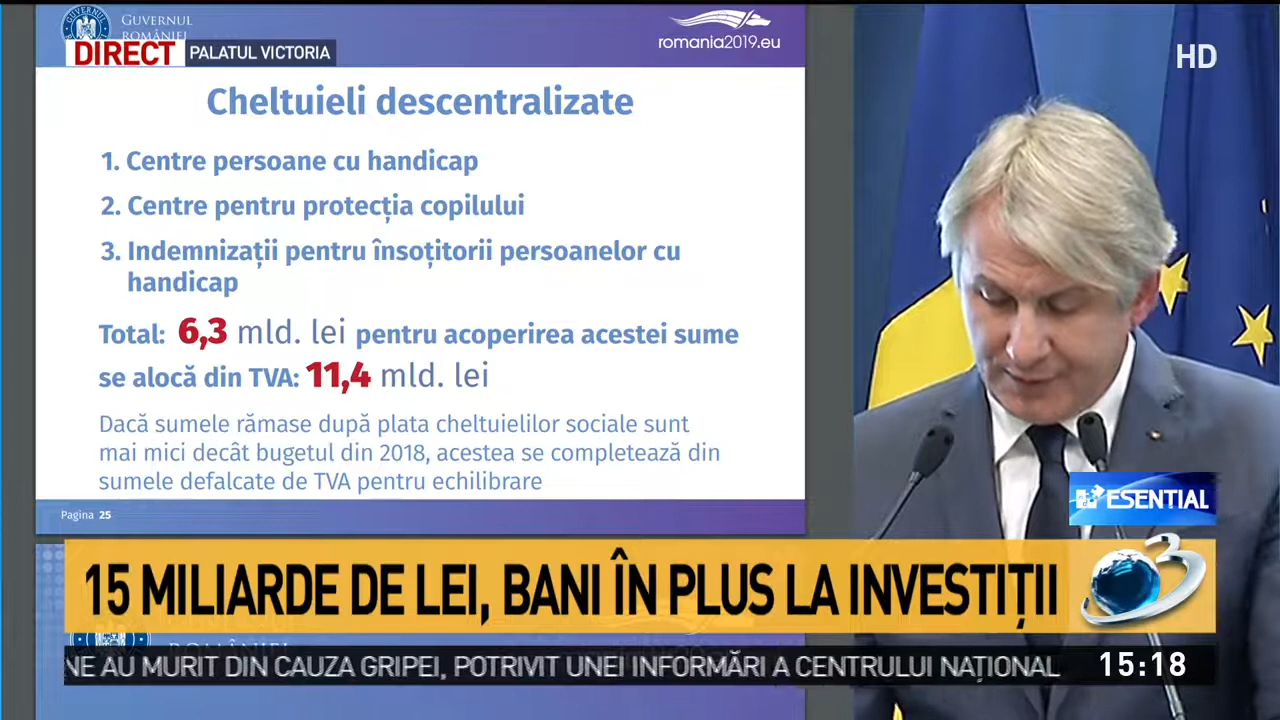 GUVERNUL
ROMÂNIEI
romania2019.eu
DIRECT PALATUL VICTORIA
HD
Cheltuieli descentralizate
1. Centre persoane cu handicap
2. Centre pentru protecția copilului
3. Indemnizații pentru însoțitorii persoanelor cu
handicap
Total: 6,3 mld. lei pentru acoperirea acestei sume
se alocă din TVA: 11,4 mld. lei
Dacă sumele rămase după plata cheltuielilor sociale sunt
mai mici decât bugetul din 2018, acestea se completează din
sumele defalcate de TVA pentru echilibrare
Pagina 25
ESENȚIAL
15 MILIARDE DE LEI, BANI ÎN PLUS LA INVESTIȚII
3
NE AU MURIT DIN CAUZA GRIPEI, POTRIVIT UNEI INFORMĂRI A CENTRULUI NAȚIONAL
15:18